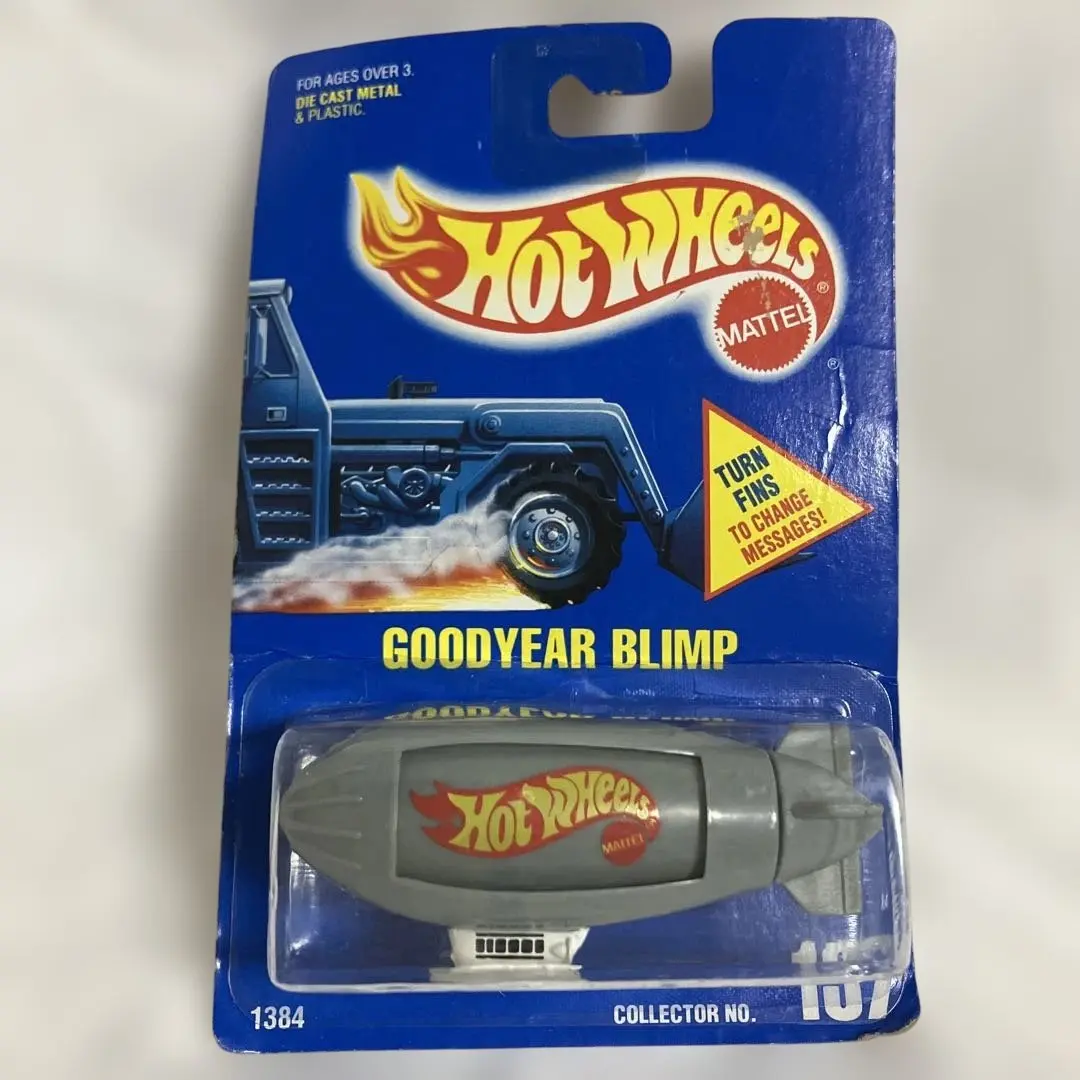 FOR AGES OVER 3.
DIE CAST METAL
& PLASTIC.
HOT WHEELS ®
MATTEL
®
TURN
FINS
TO CHANGE
MESSAGES!
GOODYEAR BLIMP
HOT WHEELS
MATTEL
1384
COLLECTOR NO.